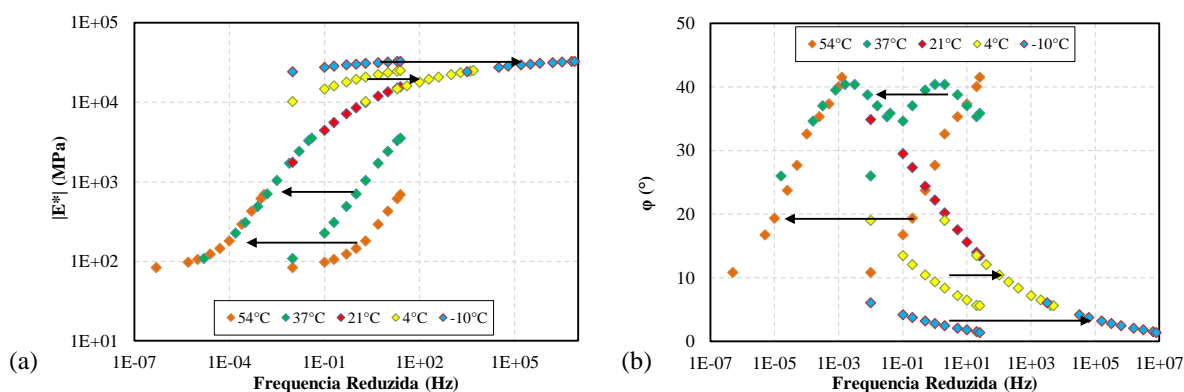 1E+05
1E+04
1E+03
1E+02
1E+01
|E*| (MPa)
54°C 37°C 21°C 4°C -10°C
1E-07 1E-04 1E-01 1E+02 1E+05
Frequencia Reduzida (Hz)
(a)
50
40
30
20
10
0
φ (°)
54°C 37°C 21°C 4°C -10°C
1E-07 1E-05 1E-03 1E-01 1E+01 1E+03 1E+05 1E+07
Frequencia Reduzida (Hz)
(b)